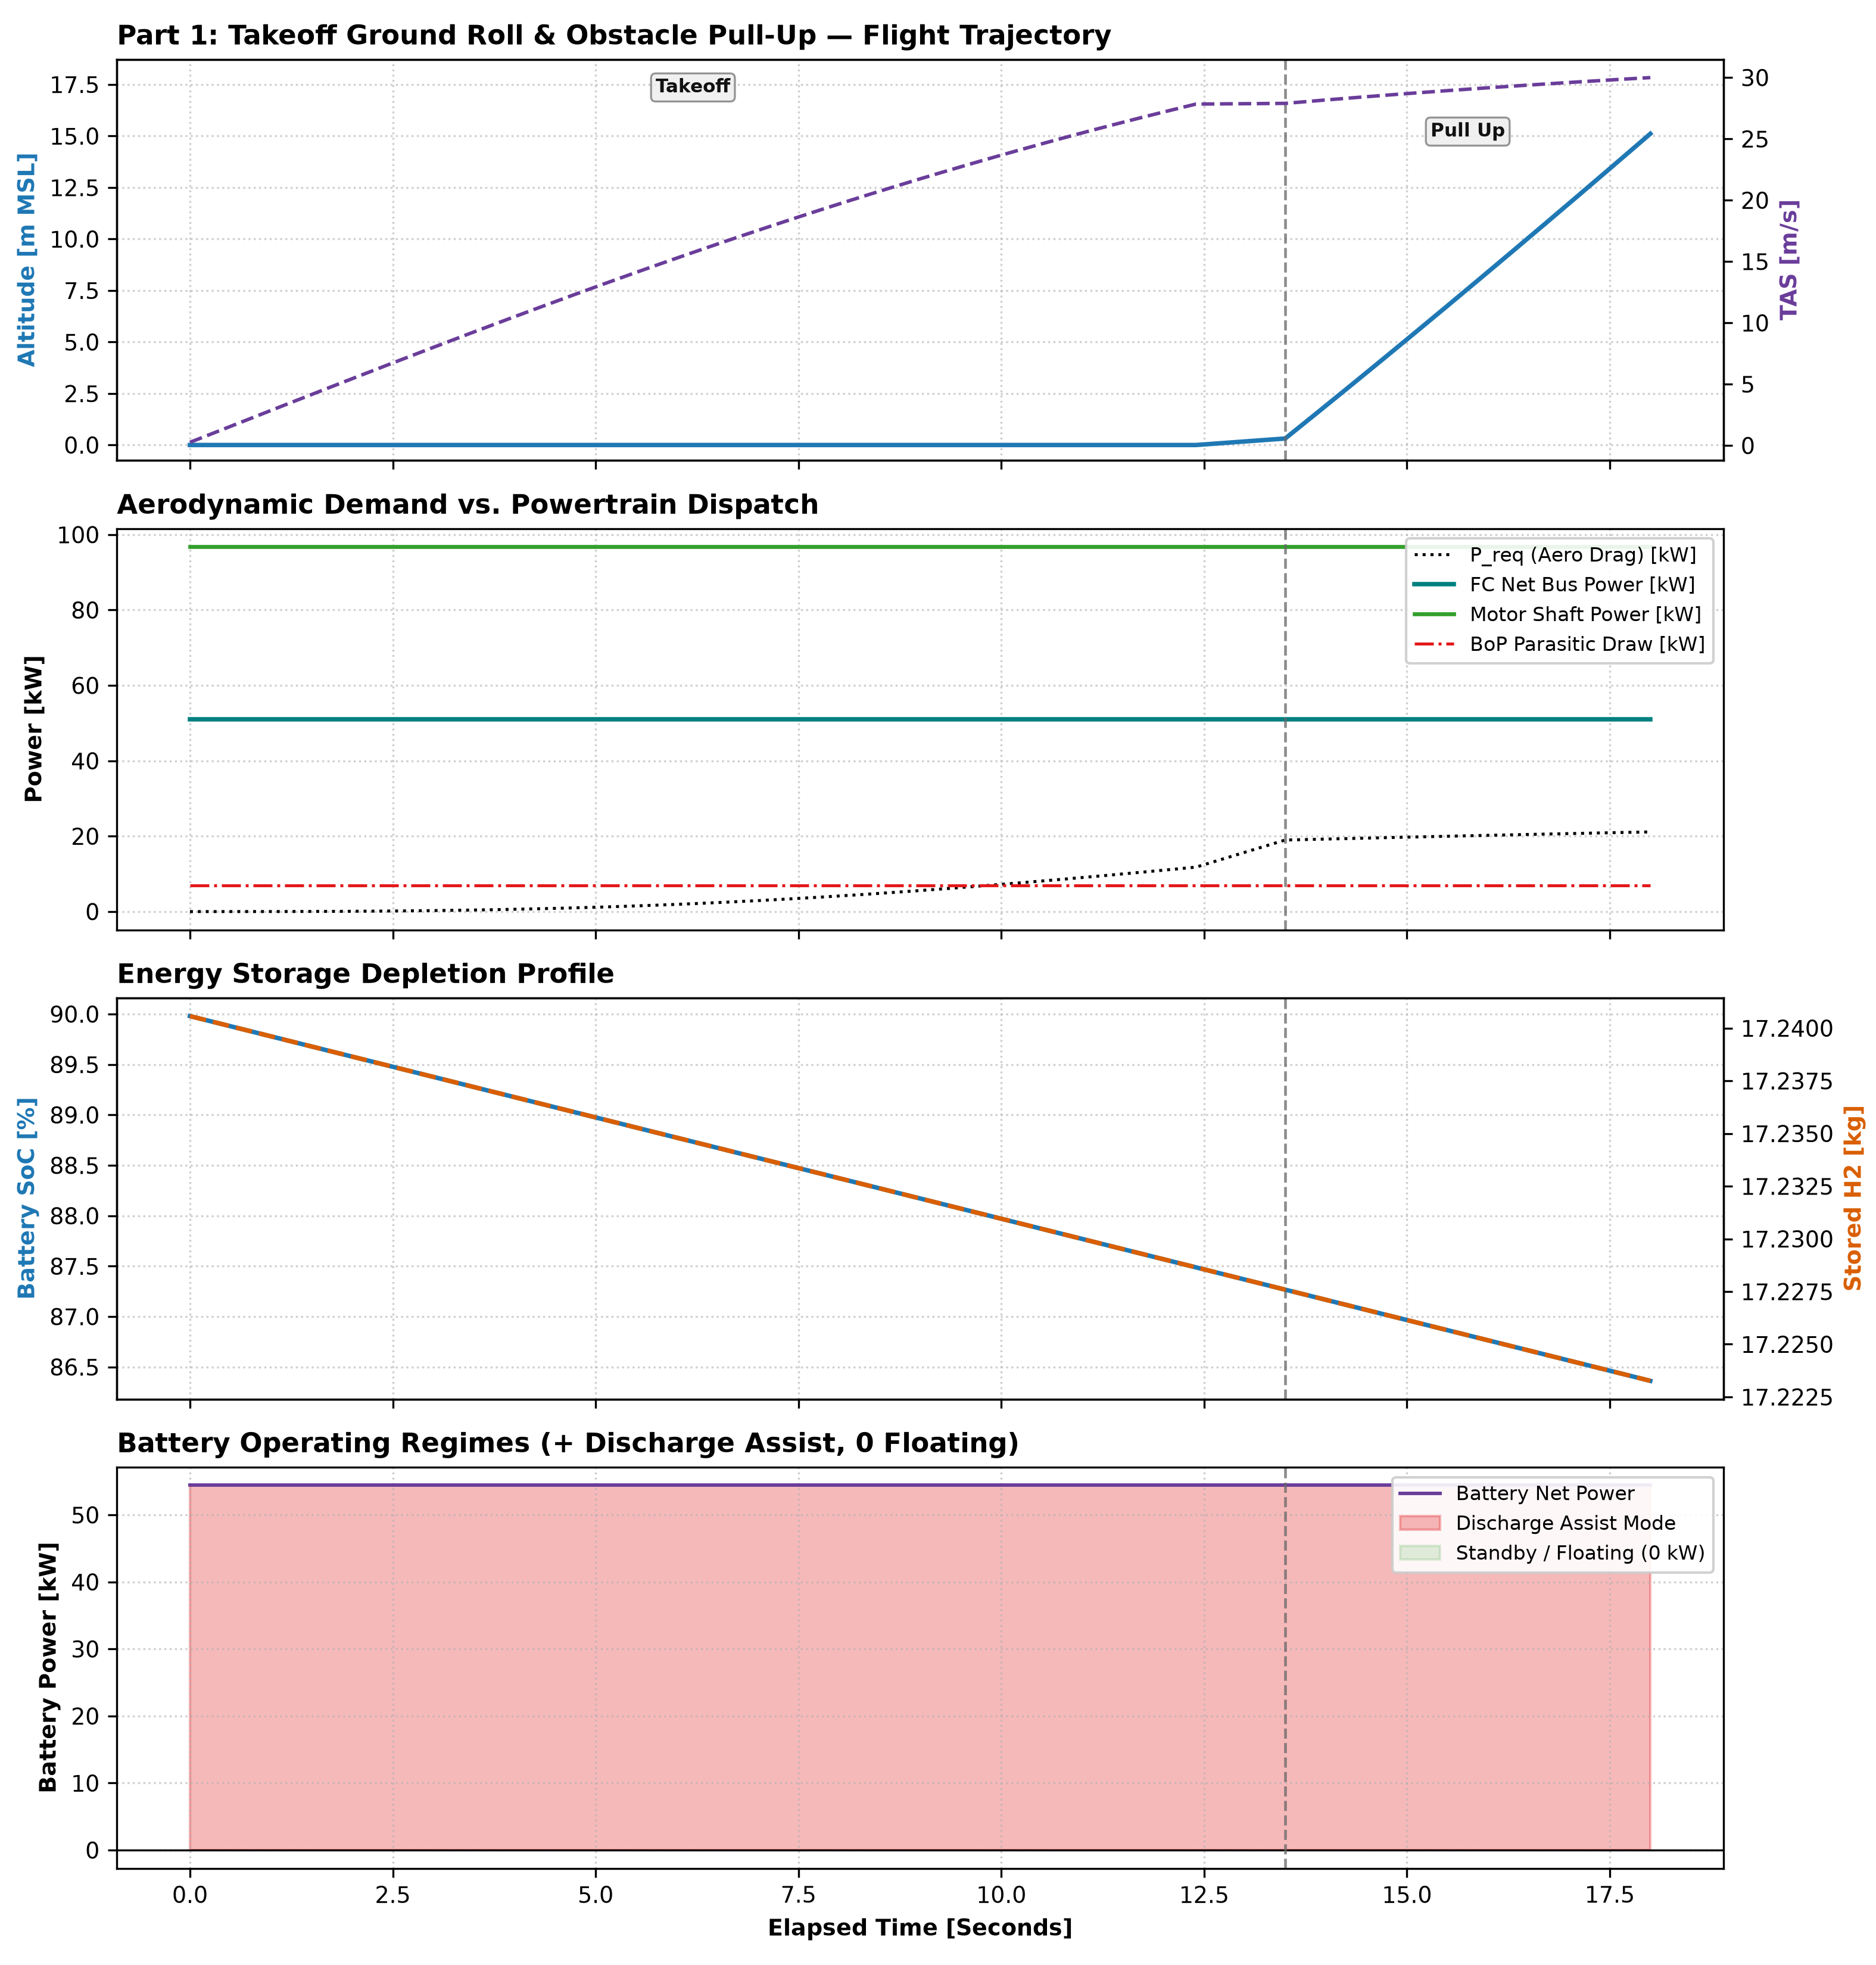 Part 1: Takeoff Ground Roll & Obstacle Pull-Up — Flight Trajectory
Altitude [m MSL]
17.5
15.0
12.5
10.0
7.5
5.0
2.5
0.0
Takeoff
Pull Up
30
25
20
15
10
5
0
TAS [m/s]
Aerodynamic Demand vs. Powertrain Dispatch
Power [kW]
100
80
60
40
20
0
P_req (Aero Drag) [kW]
FC Net Bus Power [kW]
Motor Shaft Power [kW]
BoP Parasitic Draw [kW]
Energy Storage Depletion Profile
Battery SoC [%]
90.0
89.5
89.0
88.5
88.0
87.5
87.0
86.5
17.2400
17.2375
17.2350
17.2325
17.2300
17.2275
17.2250
17.2225
Stored H2 [kg]
Battery Operating Regimes (+ Discharge Assist, 0 Floating)
Battery Power [kW]
50
40
30
20
10
0
Battery Net Power
Discharge Assist Mode
Standby / Floating (0 kW)
0.0 2.5 5.0 7.5 10.0 12.5 15.0 17.5
Elapsed Time [Seconds]